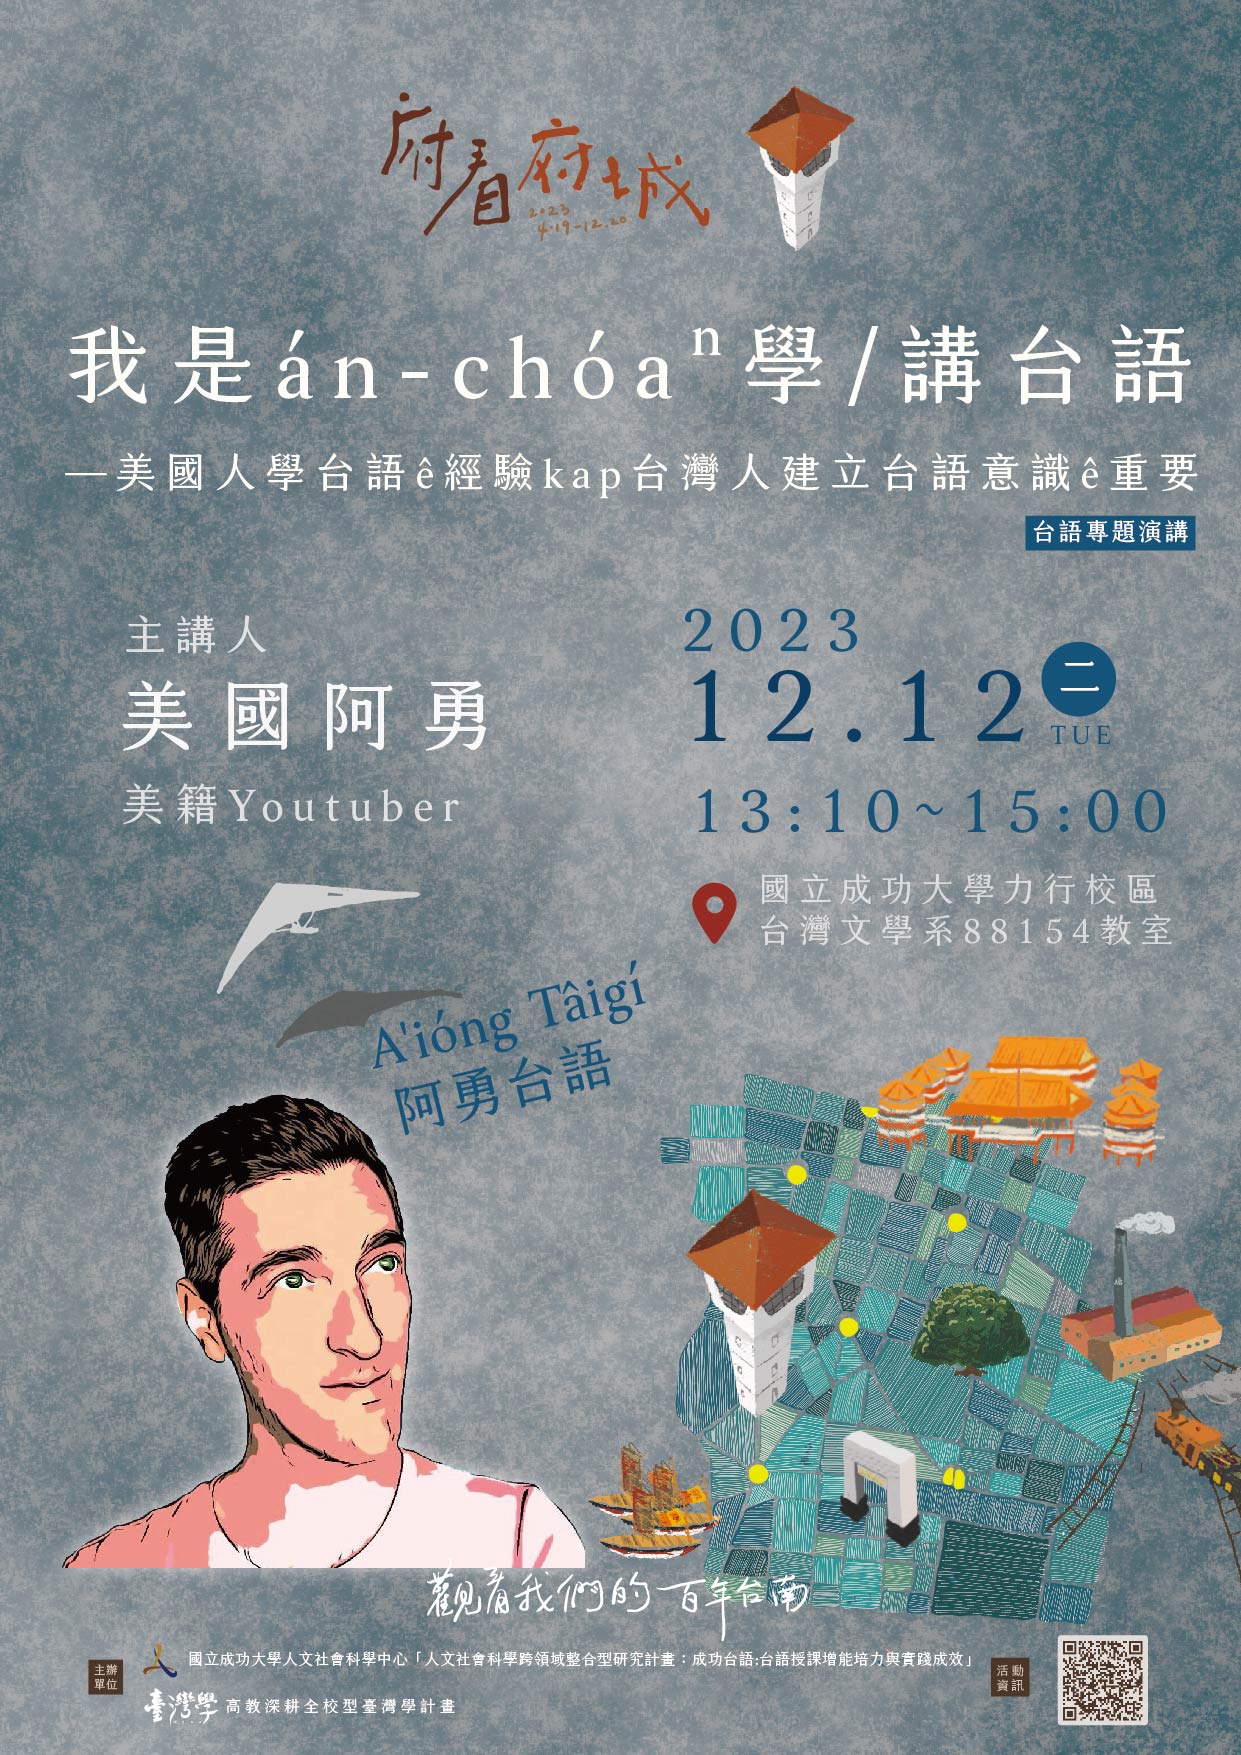 府看府城
2023
4.19-12.20
我是án-chóaⁿ學/講台語
—美國人學台語ê經驗kap台灣人建立台語意識ê重要
台語專題演講
主講人
美國阿勇
美籍Youtuber
2023
12.12 二
TUE
13:10~15:00
國立成功大學力行校區
台灣文學系88154教室
A'ióng Tâigí
阿勇台語
觀看我們的百年台南
主辦單位
國立成功大學人文社會科學中心「人文社會科學跨領域整合型研究計畫：成功台語:台語授課增能培力與實踐成效」
臺灣學 高教深耕全校型臺灣學計畫
活動資訊